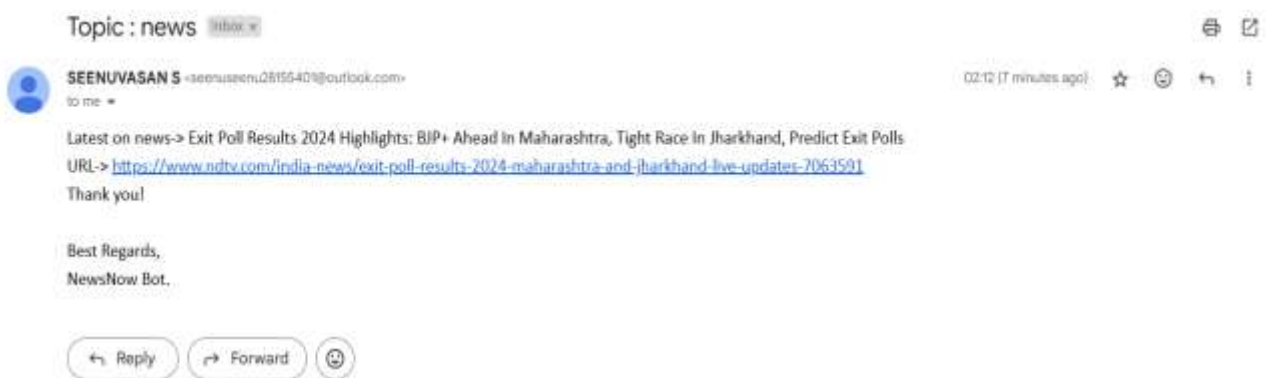 Topic : news Inbox
SEENUVASAN S <seenuseenu28155401@outlook.com> 02:12 (7 minutes ago)
to me
Latest on news-> Exit Poll Results 2024 Highlights: BJP+ Ahead In Maharashtra, Tight Race In Jharkhand, Predict Exit Polls
URL-> https://www.ndtv.com/india-news/exit-poll-results-2024-maharashtra-and-jharkhand-live-updates-7063591
Thank you!
Best Regards,
NewsNow Bot.
Reply Forward